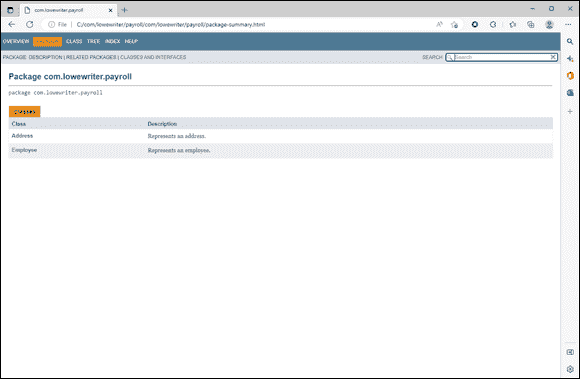 com.lowewriter.payroll
File C:/com/lowewriter/payroll/com/lowewriter/payroll/package-summary.html
OVERVIEW PACKAGE CLASS TREE INDEX HELP
PACKAGE: DESCRIPTION | RELATED PACKAGES | CLASSES AND INTERFACES SEARCH: Search
Package com.lowewriter.payroll
package com.lowewriter.payroll
Classes
Class Description
Address Represents an address.
Employee Represents an employee.